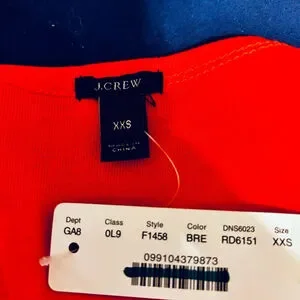 J.CREW
XXS
MADE IN
CHINA
Dept Class Style Color DNS6023 Size
GA8 0L9 F1458 BRE RD6151 XXS
099104379873